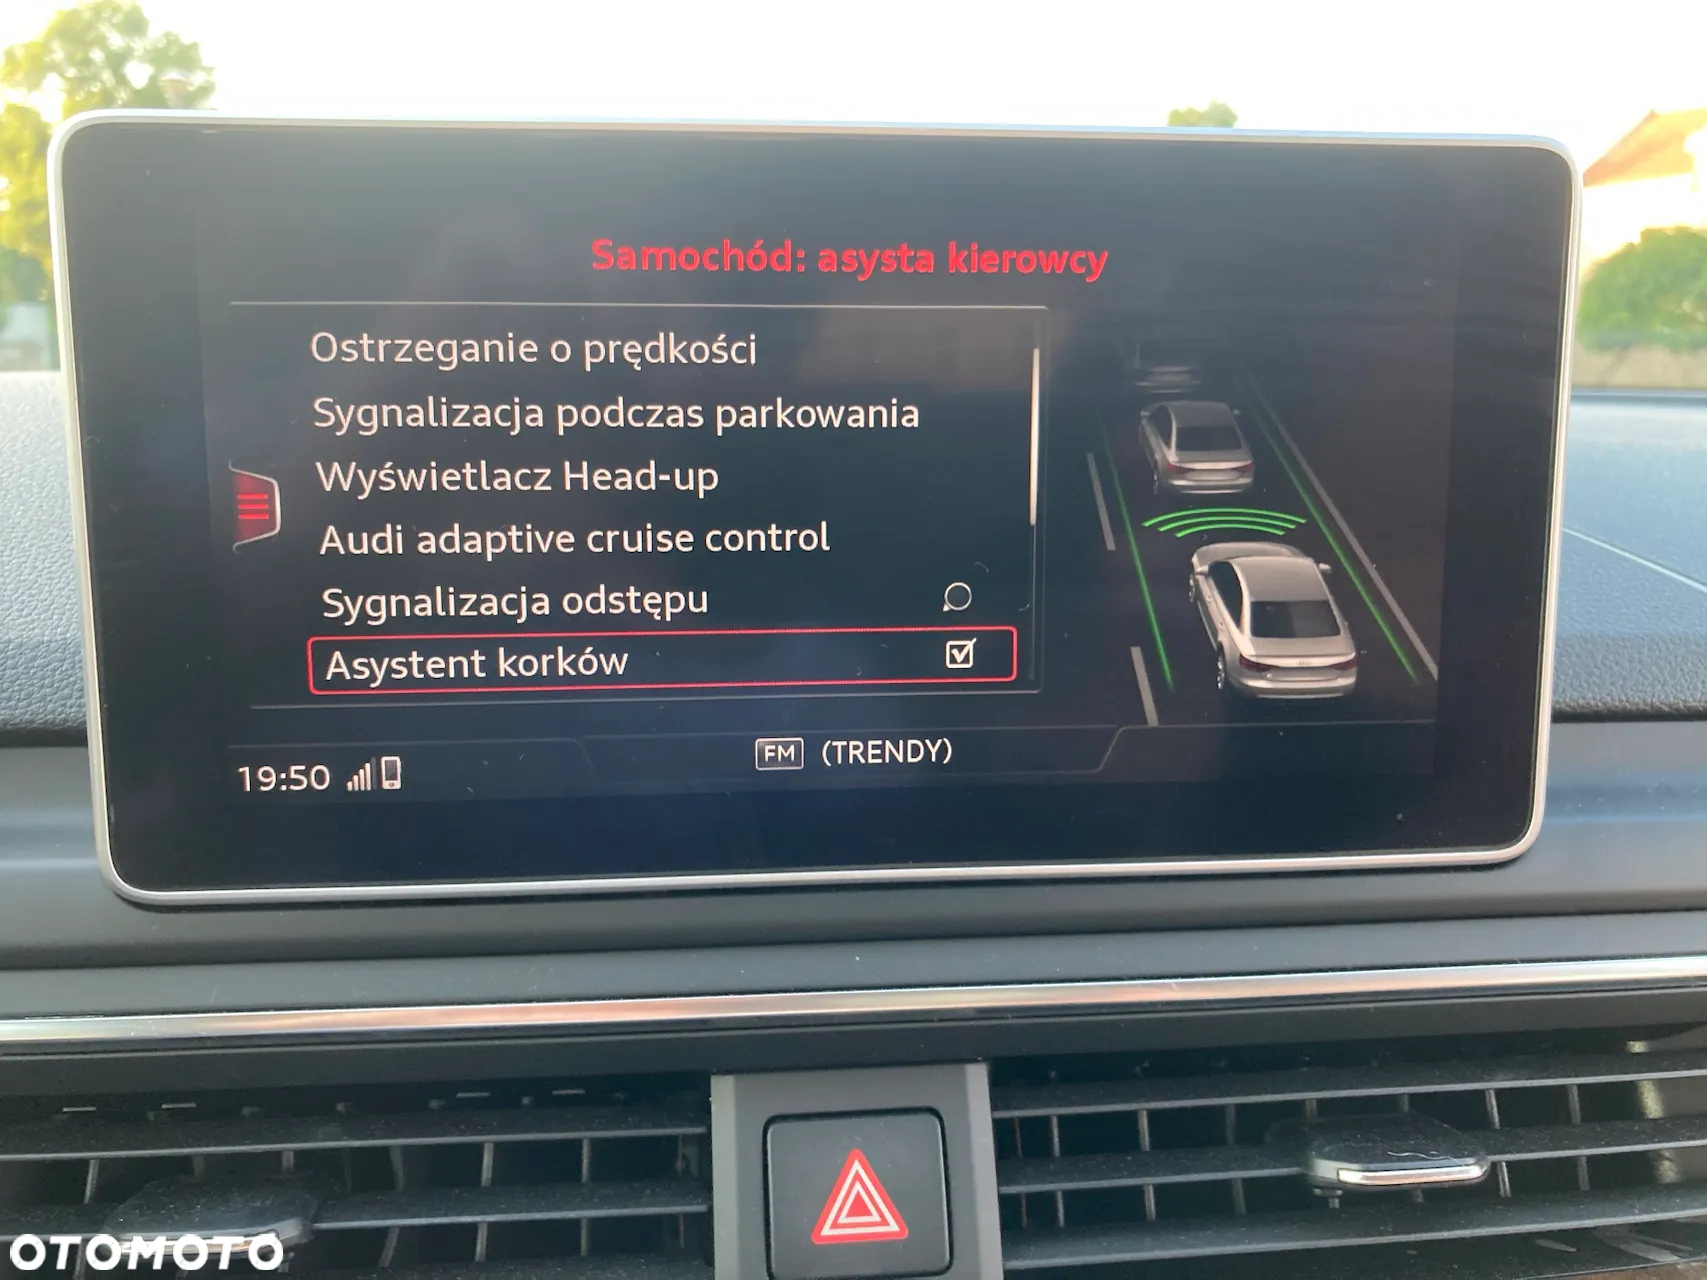 Samochód: asysta kierowcy
Ostrzeganie o prędkości
Sygnalizacja podczas parkowania
Wyświetlacz Head-up
Audi adaptive cruise control
Sygnalizacja odstępu
Asystent korków
19:50
FM (TRENDY)
OTOMOTO